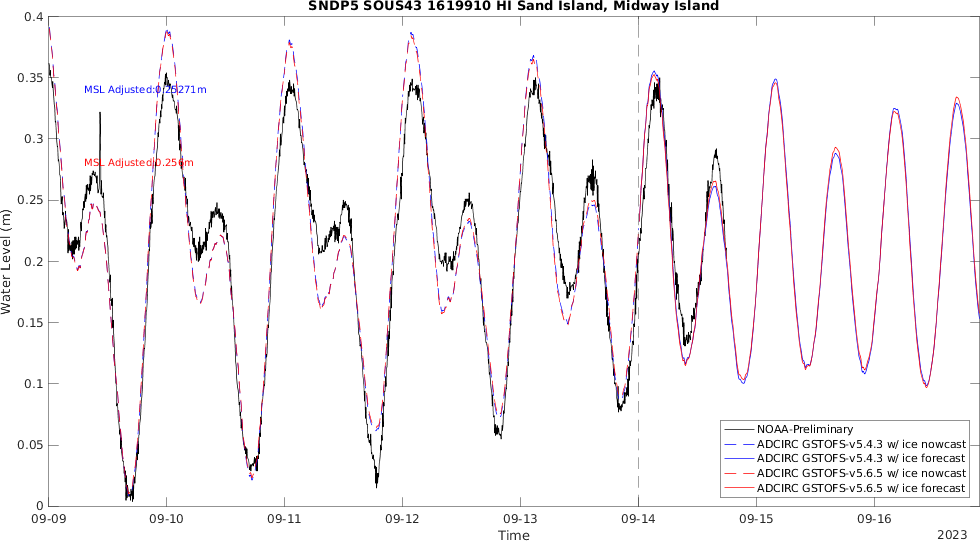 SNDP5 SOUS43 1619910 HI Sand Island, Midway Island
0.4
0.35
MSL Adjusted:0.25271m
0.3
MSL Adjusted:0.256m
0.25
0.2
0.15
0.1
0.05
0
Water Level (m)
NOAA-Preliminary
ADCIRC GSTOFS-v5.4.3 w/ ice nowcast
ADCIRC GSTOFS-v5.4.3 w/ ice forecast
ADCIRC GSTOFS-v5.6.5 w/ ice nowcast
ADCIRC GSTOFS-v5.6.5 w/ ice forecast
09-09 09-10 09-11 09-12 09-13 09-14 09-15 09-16
Time
2023